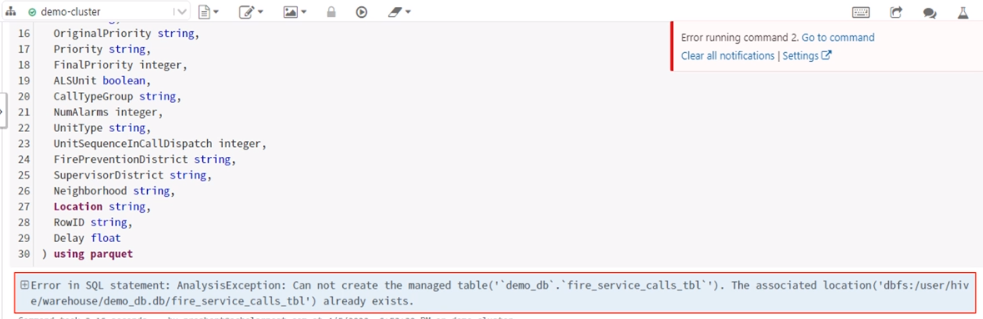 demo-cluster
Error running command 2. Go to command
Clear all notifications | Settings
16 OriginalPriority string,
17 Priority string,
18 FinalPriority integer,
19 ALSUnit boolean,
20 CallTypeGroup string,
21 NumAlarms integer,
22 UnitType string,
23 UnitSequenceInCallDispatch integer,
24 FirePreventionDistrict string,
25 SupervisorDistrict string,
26 Neighborhood string,
27 Location string,
28 RowID string,
29 Delay float
30 ) using parquet
Error in SQL statement: AnalysisException: Can not create the managed table('`demo_db`.`fire_service_calls_tbl`'). The associated location('dbfs:/user/hiv
e/warehouse/demo_db.db/fire_service_calls_tbl') already exists.